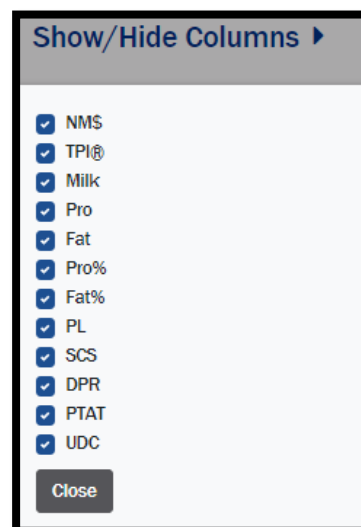 Show/Hide Columns
NM$
TPI®
Milk
Pro
Fat
Pro%
Fat%
PL
SCS
DPR
PTAT
UDC
Close